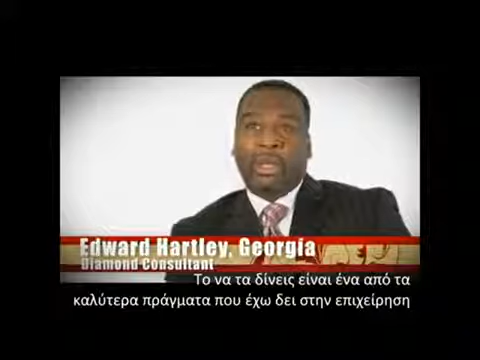 Edward Hartley, Georgia
Diamond Consultant
Το να τα δίνεις είναι ένα από τα
καλύτερα πράγματα που έχω δει στην επιχείρηση